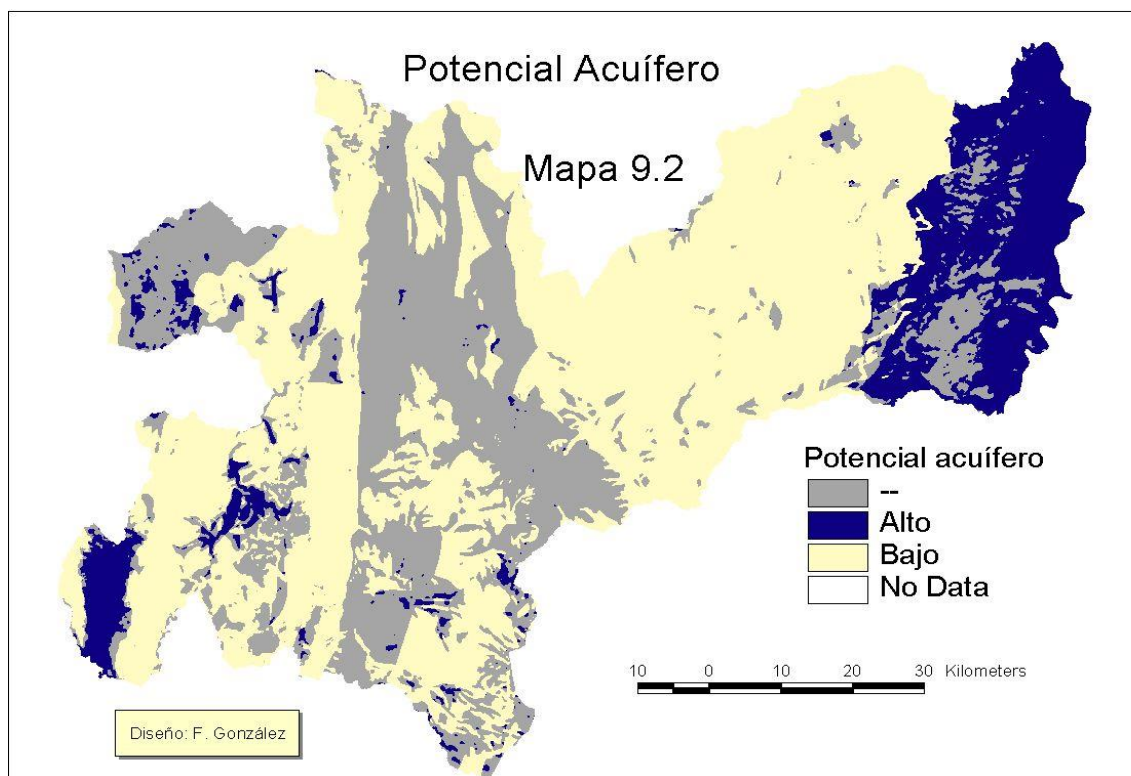 Potencial Acuífero
Mapa 9.2
Potencial acuífero
--
Alto
Bajo
No Data
10 0 10 20 30 Kilometers
Diseño: F. González